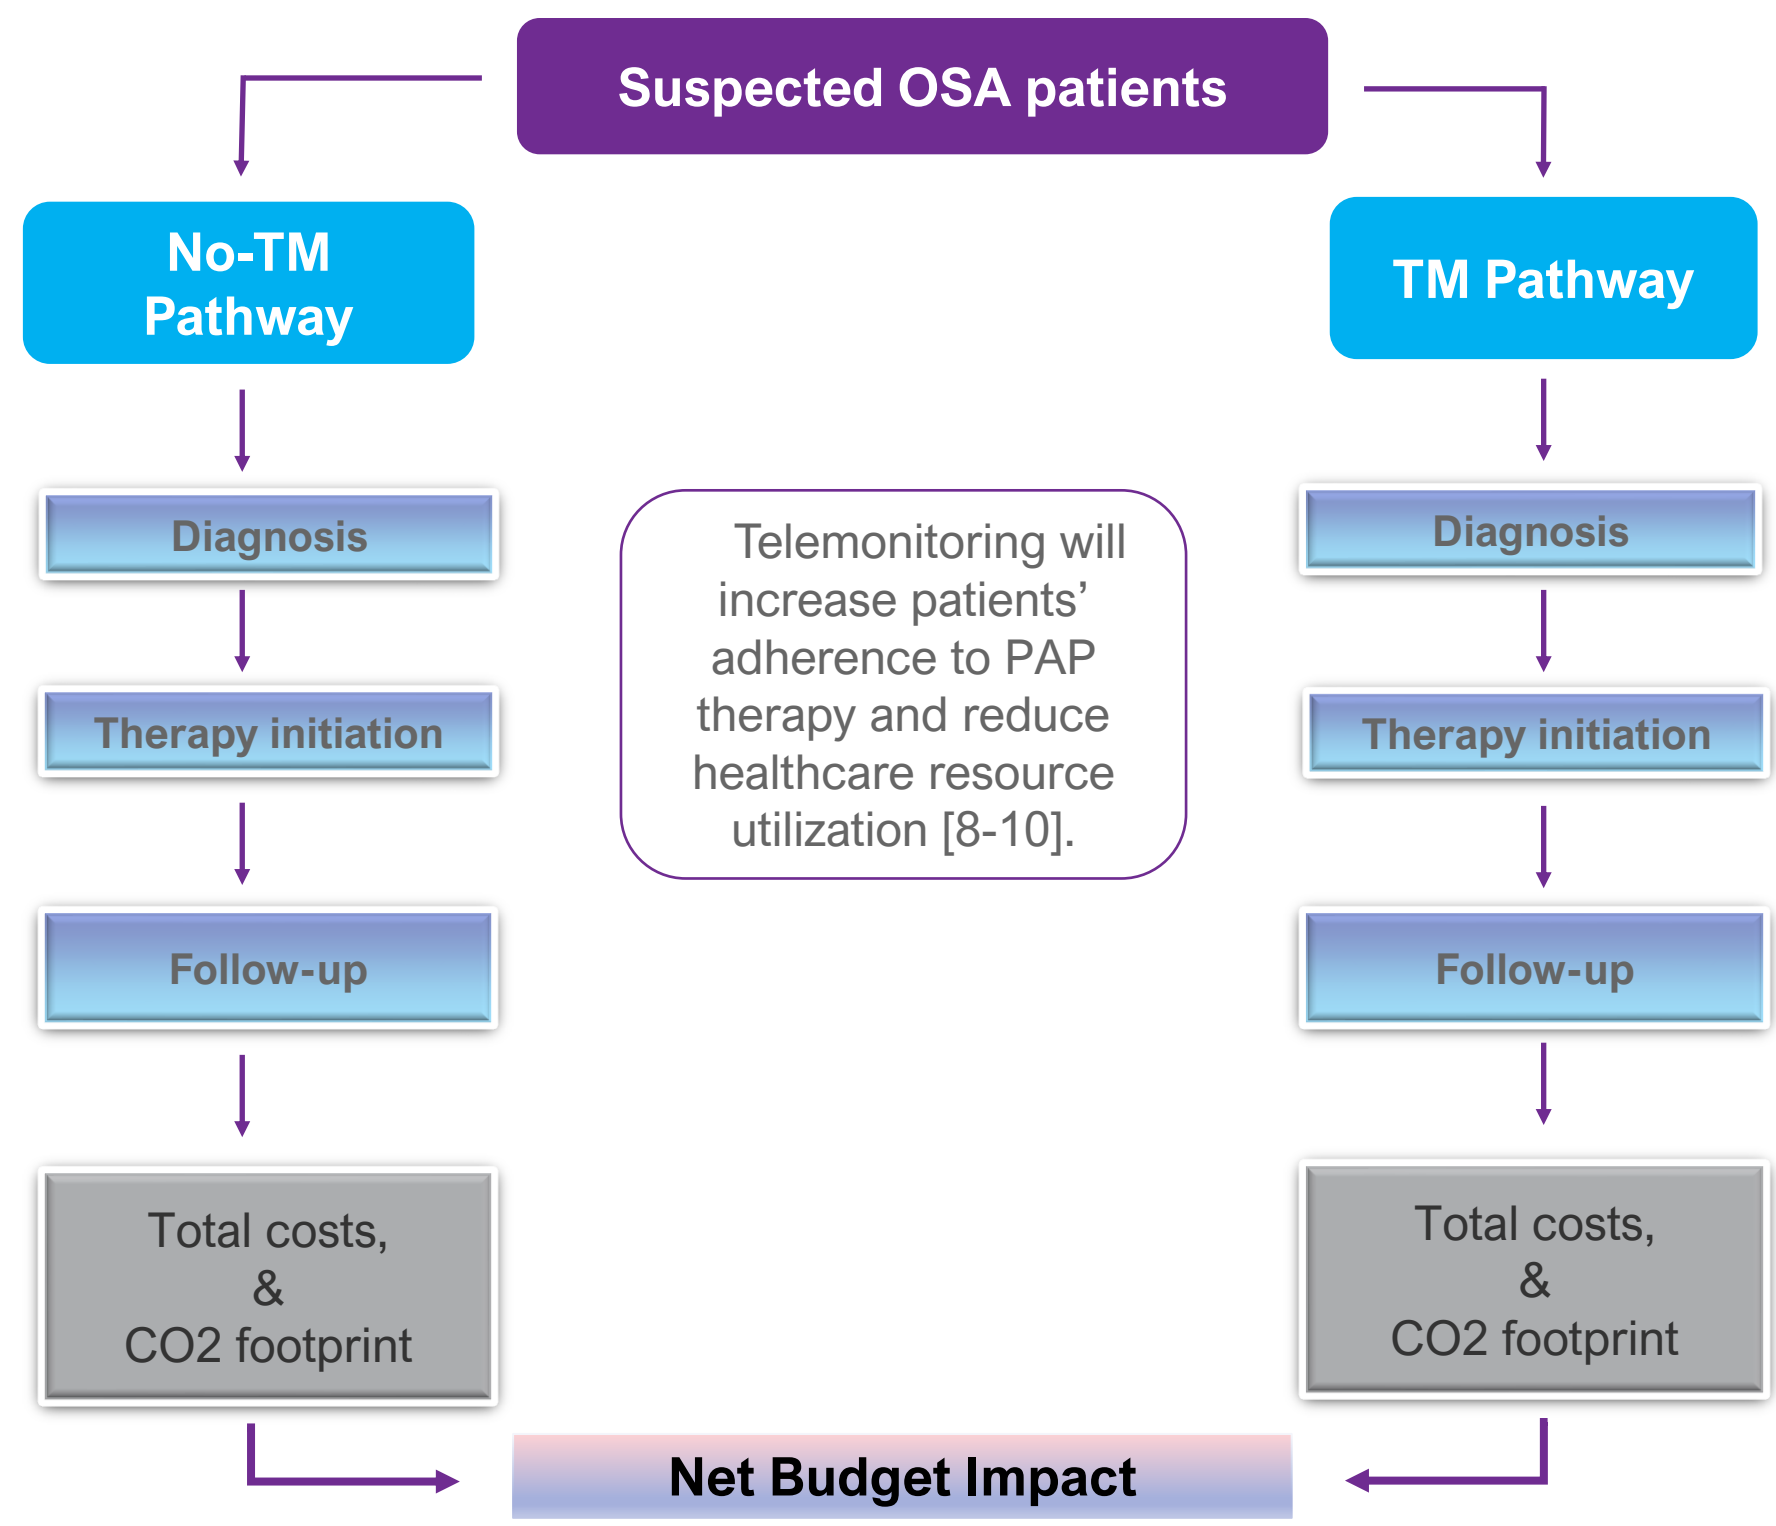 Suspected OSA patients
No-TM
Pathway
Diagnosis
Therapy initiation
Follow-up
Total costs,
&
CO2 footprint
Telemonitoring will
increase patients’
adherence to PAP
therapy and reduce
healthcare resource
utilization [8-10].
TM Pathway
Diagnosis
Therapy initiation
Follow-up
Total costs,
&
CO2 footprint
Net Budget Impact